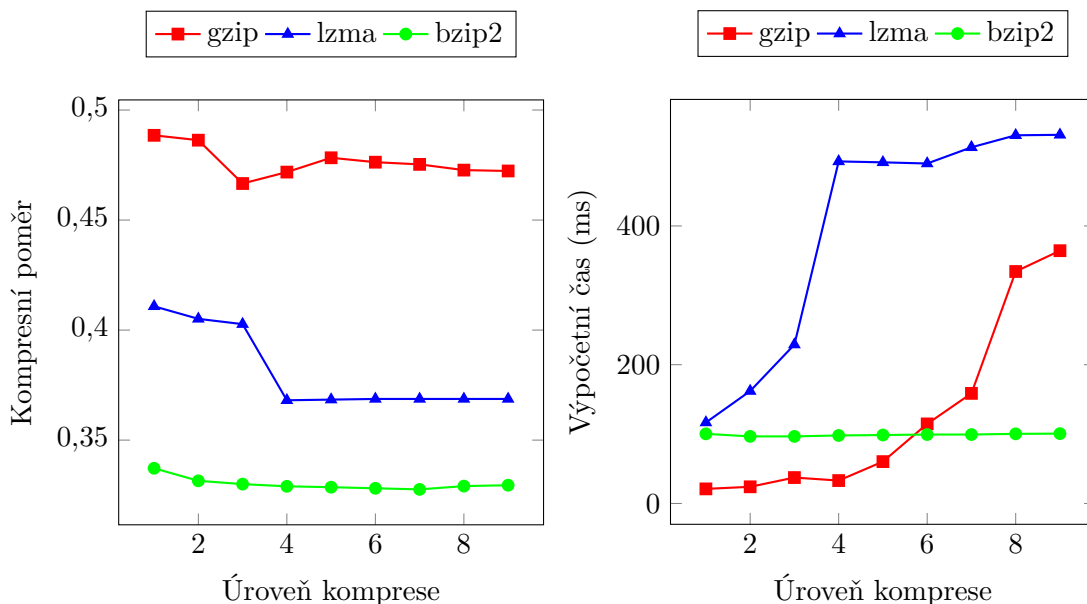 gzip lzma bzip2
0,5
0,45
0,4
0,35
Kompresní poměr
2 4 6 8
Úroveň komprese
gzip lzma bzip2
400
200
0
Výpočetní čas (ms)
2 4 6 8
Úroveň komprese